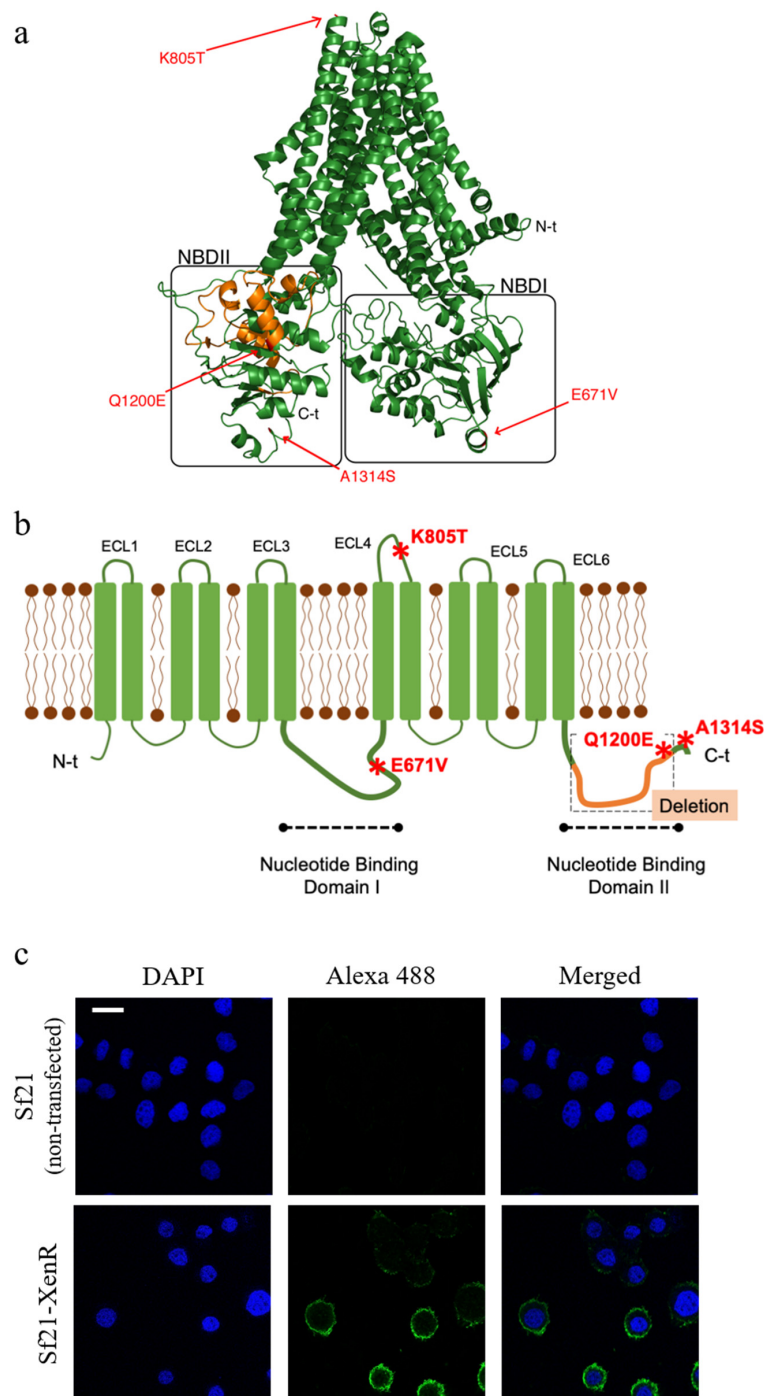 a
K805T
N-t
NBDII
NBDI
Q1200E
C-t
E671V
A1314S
b
ECL1
ECL2
ECL3
ECL4
K805T
ECL5
ECL6
N-t
E671V
Q1200E
A1314S
C-t
Deletion
Nucleotide Binding
Domain I
Nucleotide Binding
Domain II
c
DAPI
Alexa 488
Merged
Sf21
(non-transfected)
Sf21-XenR